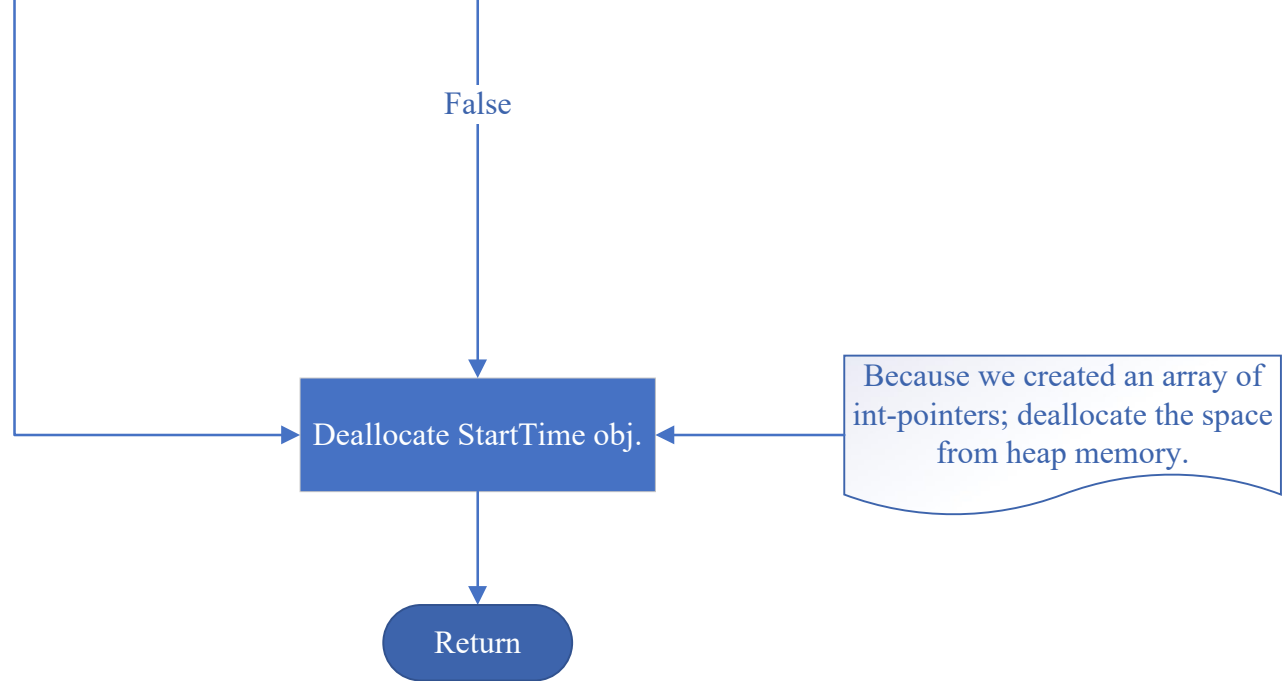 False
Deallocate StartTime obj.
Because we created an array of
int-pointers; deallocate the space
from heap memory.
Return